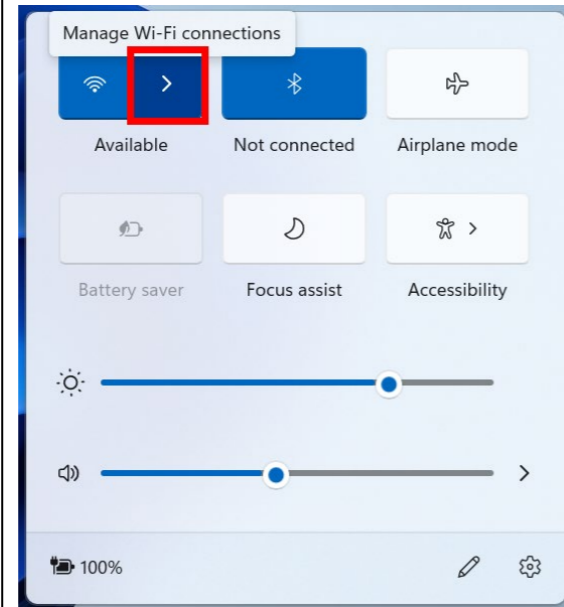 Manage Wi-Fi connections
Available Not connected Airplane mode
Battery saver Focus assist Accessibility
100%